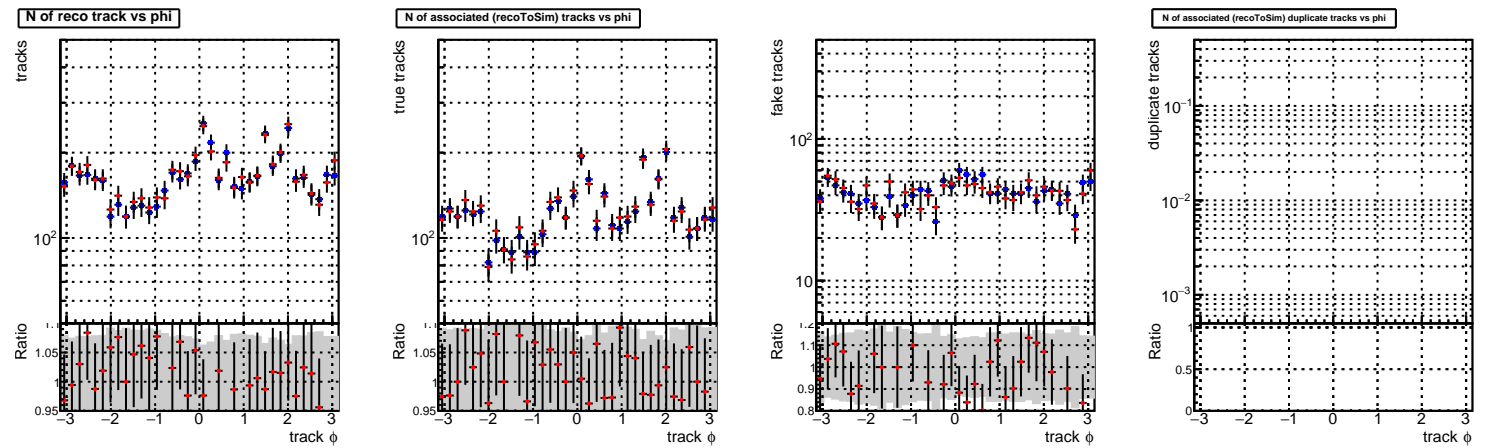 N of reco track vs phi
tracks
10²
Ratio
1.1
1.05
1
0.95
−3 −2 −1 0 1 2 3
track ϕ
N of associated (recoToSim) tracks vs phi
true tracks
10²
Ratio
1.1
1.05
1
0.95
−3 −2 −1 0 1 2 3
track ϕ
fake tracks
10²
10
Ratio
1.2
1.1
1
0.9
0.8
−3 −2 −1 0 1 2 3
track ϕ
N of associated (recoToSim) duplicate tracks vs phi
duplicate tracks
10⁻¹
10⁻²
10⁻³
Ratio
1
0.5
0
−3 −2 −1 0 1 2 3
track ϕ